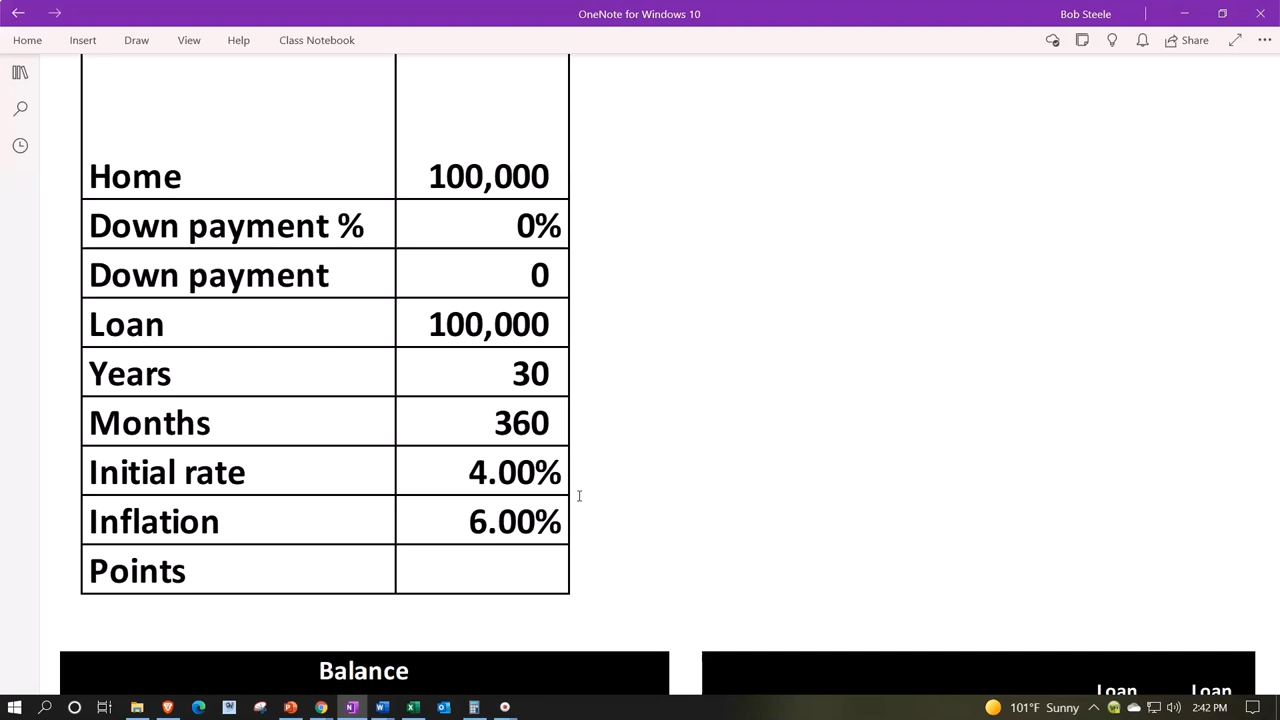 OneNote for Windows 10
Bob Steele
Home Insert Draw View Help Class Notebook
Share
Home 100,000
Down payment % 0%
Down payment 0
Loan 100,000
Years 30
Months 360
Initial rate 4.00%
Inflation 6.00%
Points
Balance
Loan Loan
101°F Sunny
2:42 PM